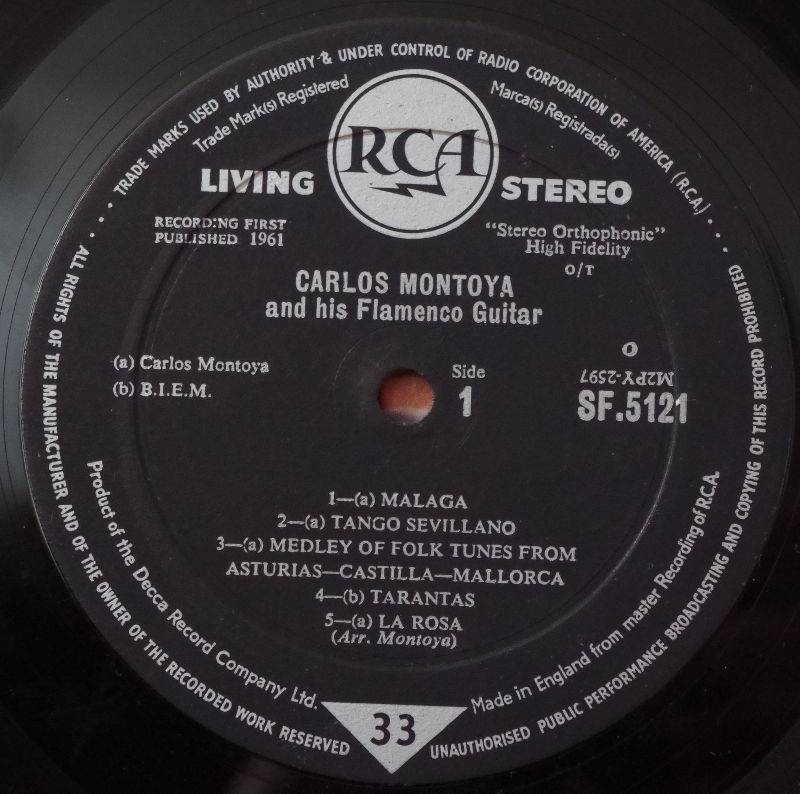 TRADE MARKS USED BY AUTHORITY & UNDER CONTROL OF RADIO CORPORATION OF AMERICA (R.C.A.)
Trade Mark(s) Registered
Marca(s) Registrada(s)
RCA
LIVING STEREO
RECORDING FIRST
PUBLISHED 1961
"Stereo Orthophonic"
High Fidelity
O/T
CARLOS MONTOYA
and his Flamenco Guitar
(a) Carlos Montoya
(b) B.I.E.M.
Side
1
O
M2PY-2597
SF.5121
1—(a) MALAGA
2—(a) TANGO SEVILLANO
3—(a) MEDLEY OF FOLK TUNES FROM
ASTURIAS—CASTILLA—MALLORCA
4—(b) TARANTAS
5—(a) LA ROSA
(Arr. Montoya)
Product of the Decca Record Company Ltd.
33
Made in England from master Recording of R.C.A.
ALL RIGHTS OF THE MANUFACTURER AND OF THE OWNER OF THE RECORDED WORK RESERVED
UNAUTHORISED PUBLIC PERFORMANCE BROADCASTING AND COPYING OF THIS RECORD PROHIBITED